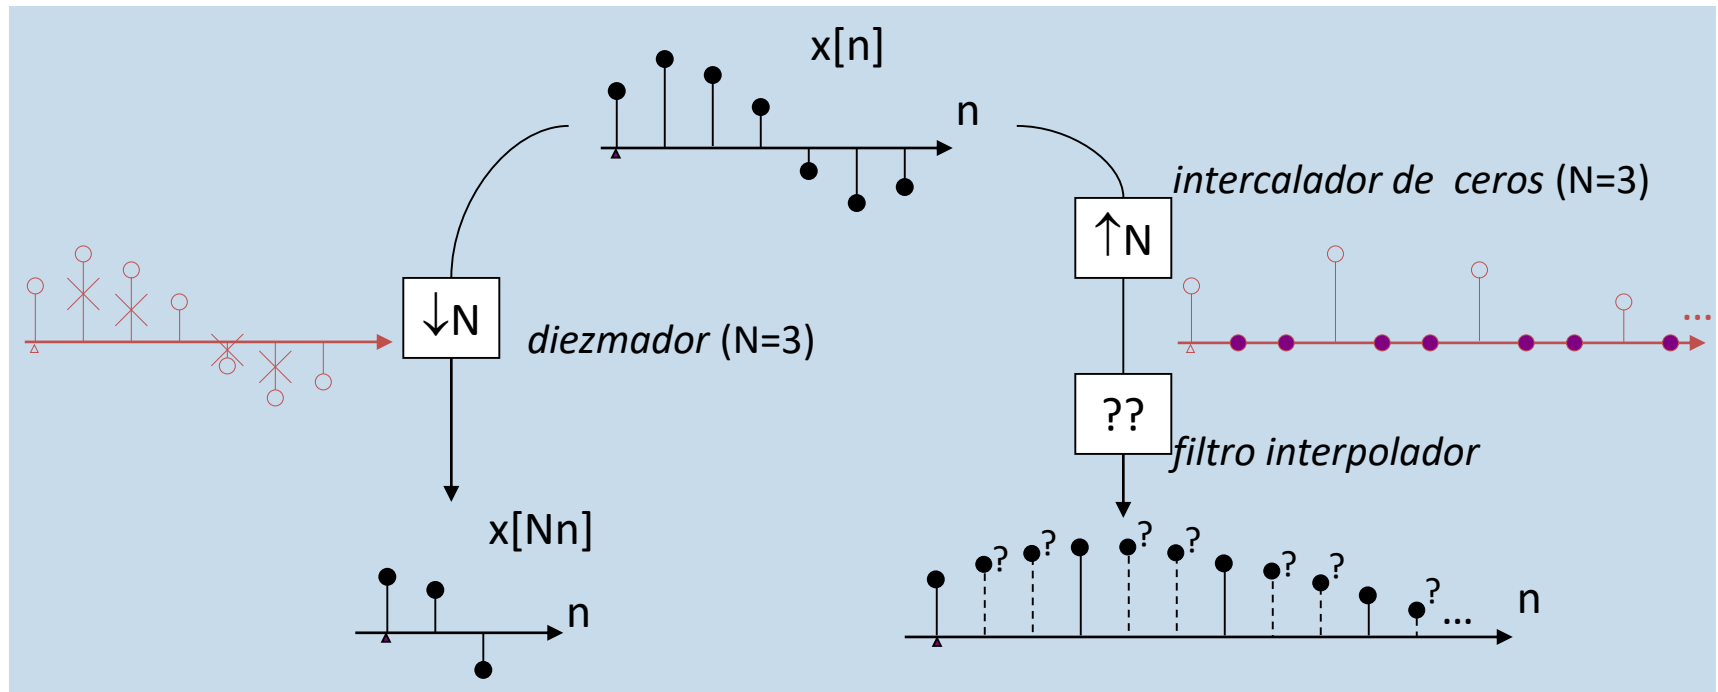 x[n]
n
intercalador de ceros (N=3)
↑N
...
↓N
diezmador (N=3)
??
filtro interpolador
x[Nn]
n
? ? ? ? ? ? ?
...
n